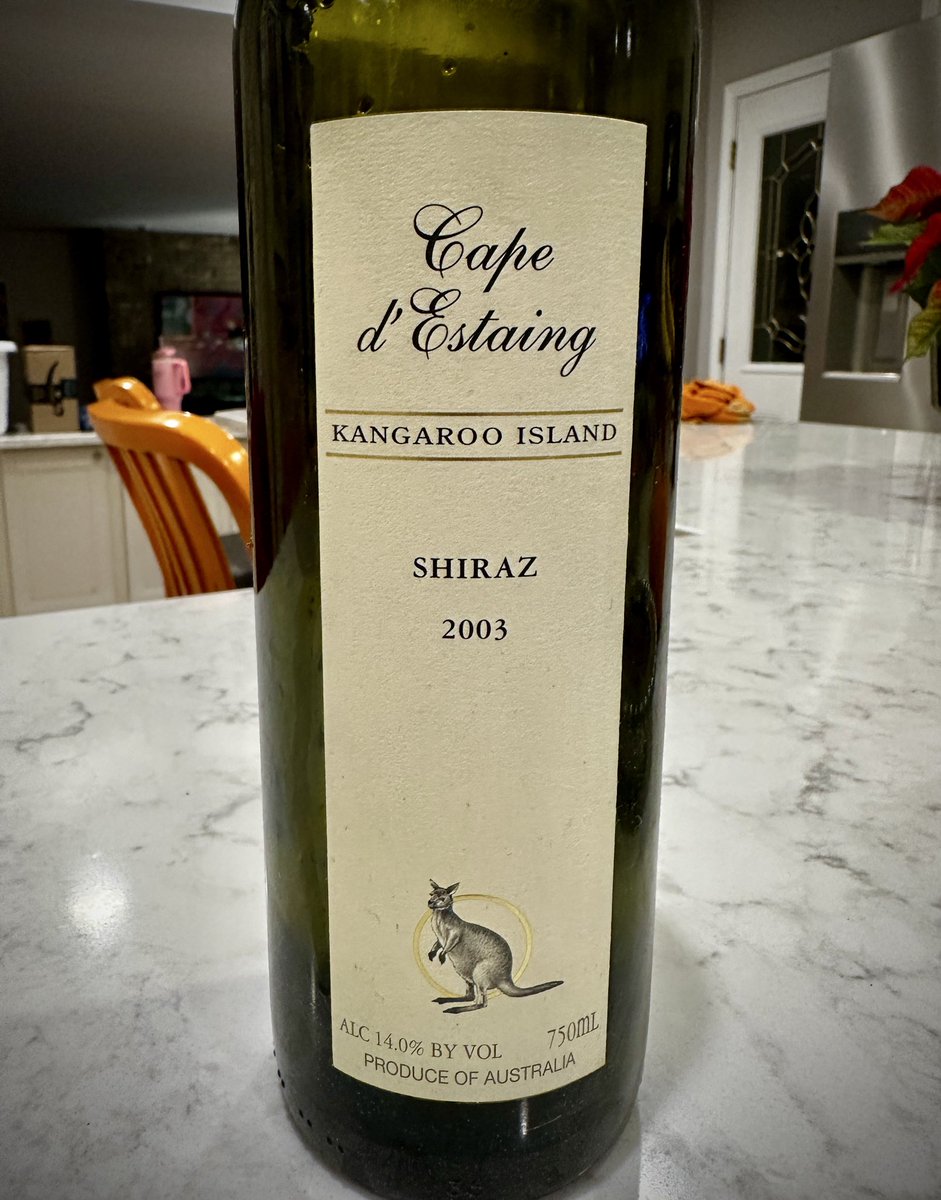 Cape
d'Estaing
KANGAROO ISLAND
SHIRAZ
2003
ALC 14.0% BY VOL 750mL
PRODUCE OF AUSTRALIA